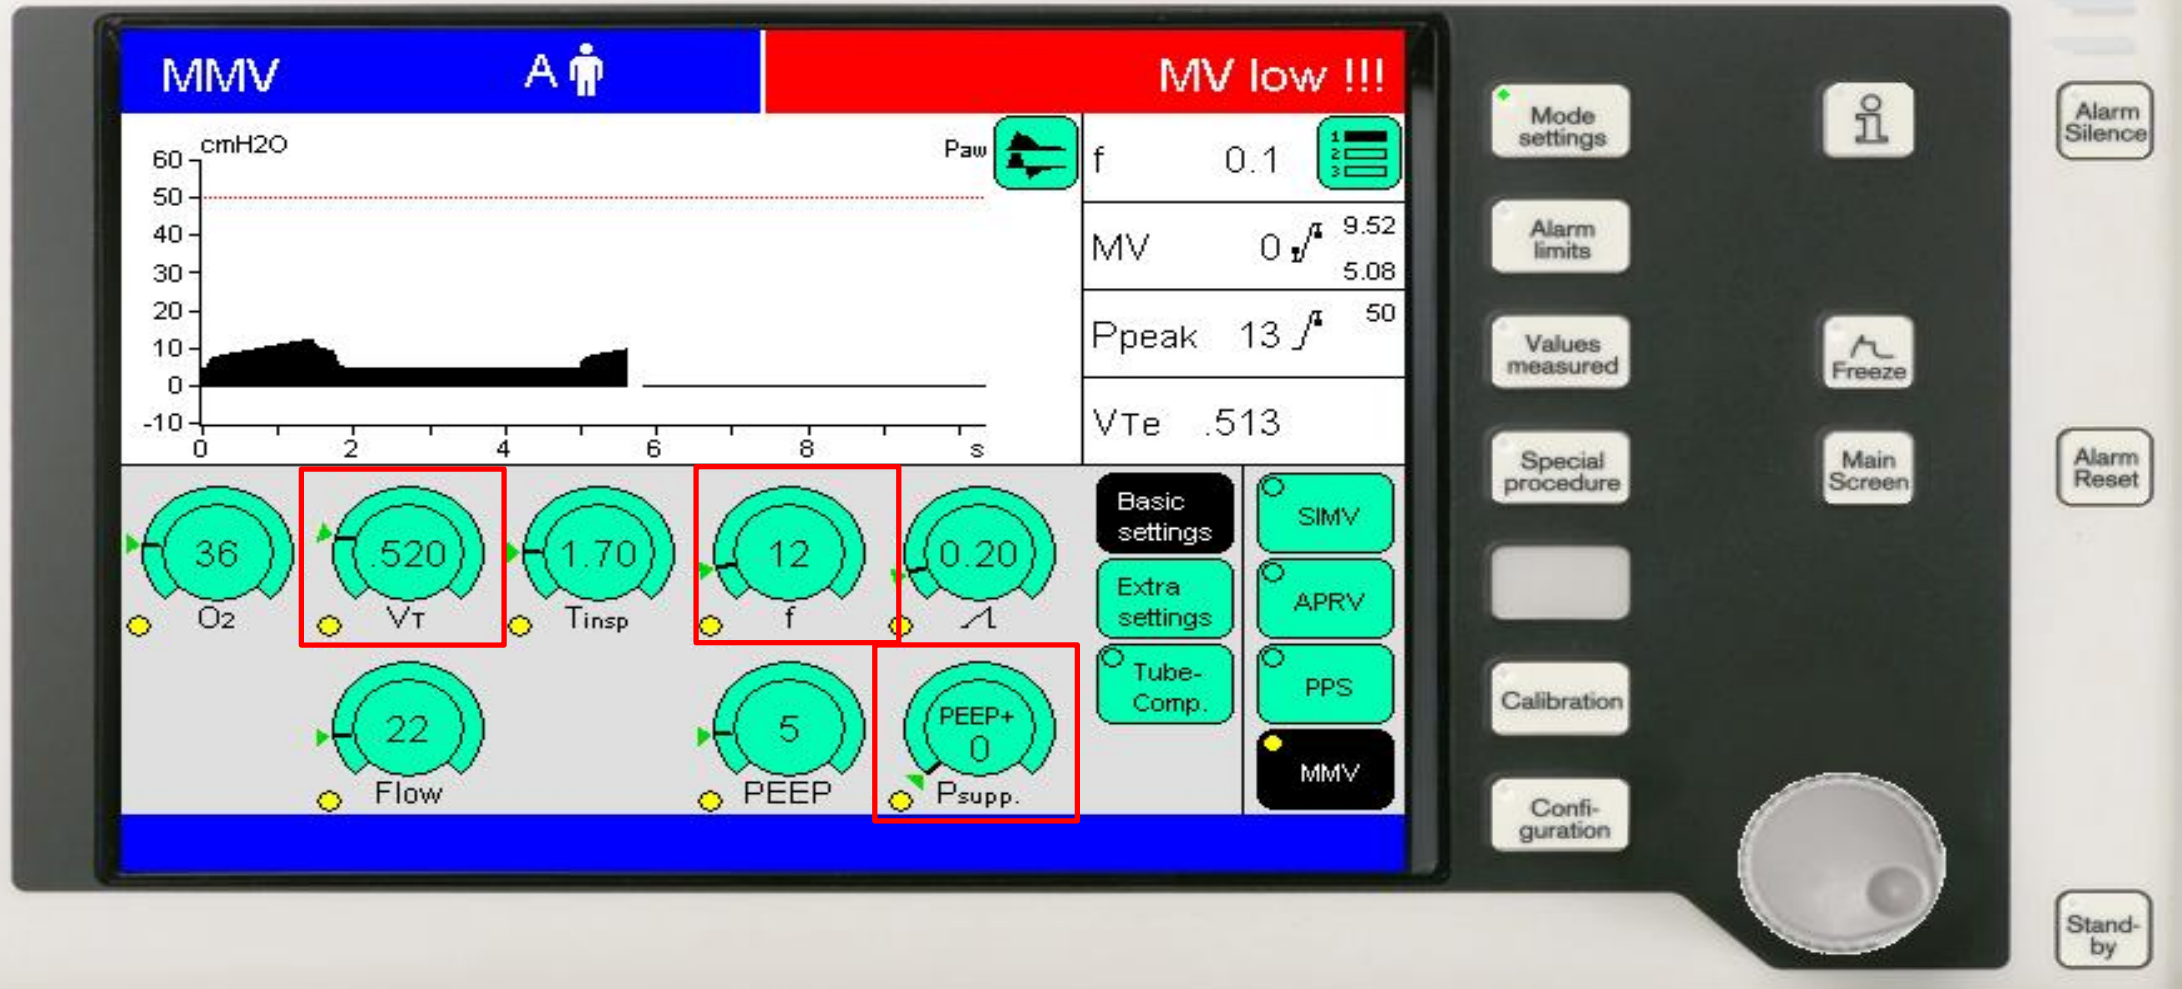 MMV A MV low !!!
cmH2O
Paw
60
50
40
30
20
10
0
-10
0 2 4 6 8 s
f 0.1
1
2
3
MV 0 9.52
5.08
Ppeak 13 50
VTe .513
36
O2
.520
VT
1.70
Tinsp
12
f
0.20
22
Flow
5
PEEP
PEEP+
0
Psupp.
Basic
settings
Extra
settings
Tube-
Comp.
SIMV
APRV
PPS
MMV
Mode
settings
Alarm
limits
Values
measured
Special
procedure
Calibration
Confi-
guration
Freeze
Main
Screen
Alarm
Silence
Alarm
Reset
Stand-
by